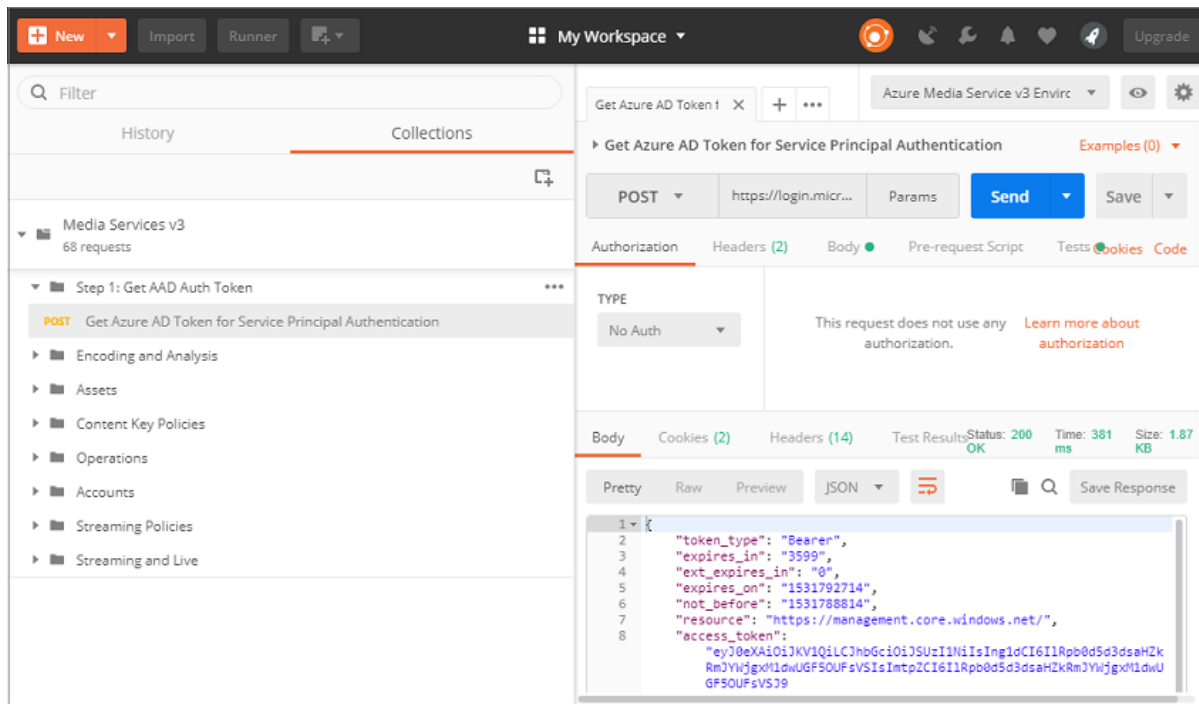 New
Import
Runner
My Workspace
Upgrade
Filter
History
Collections
Media Services v3
68 requests
Step 1: Get AAD Auth Token
POST Get Azure AD Token for Service Principal Authentication
Encoding and Analysis
Assets
Content Key Policies
Operations
Accounts
Streaming Policies
Streaming and Live
Get Azure AD Token f
Azure Media Service v3 Envirc
Get Azure AD Token for Service Principal Authentication
Examples (0)
POST
https://login.micr...
Params
Send
Save
Authorization
Headers (2)
Body
Pre-request Script
Tests
Cookies
Code
TYPE
No Auth
This request does not use any
authorization.
Learn more about
authorization
Body
Cookies (2)
Headers (14)
Test Results
Status: 200
OK
Time: 381
ms
Size: 1.87
KB
Pretty
Raw
Preview
JSON
Save Response
1 {
2 "token_type": "Bearer",
3 "expires_in": "3599",
4 "ext_expires_in": "0",
5 "expires_on": "1531792714",
6 "not_before": "1531788814",
7 "resource": "https://management.core.windows.net/",
8 "access_token":
"eyJ0eXAiOiJKV1QiLCJhbGciOiJSUzI1NiIsIng1dCI6IlRpb0d5d3dsaHZk
RmJYWjgxM1dwUGF5OUFsVSIsImtpZCI6IlRpb0d5d3dsaHZkRmJYWjgxM1dwU
GF5OUFsVSJ9